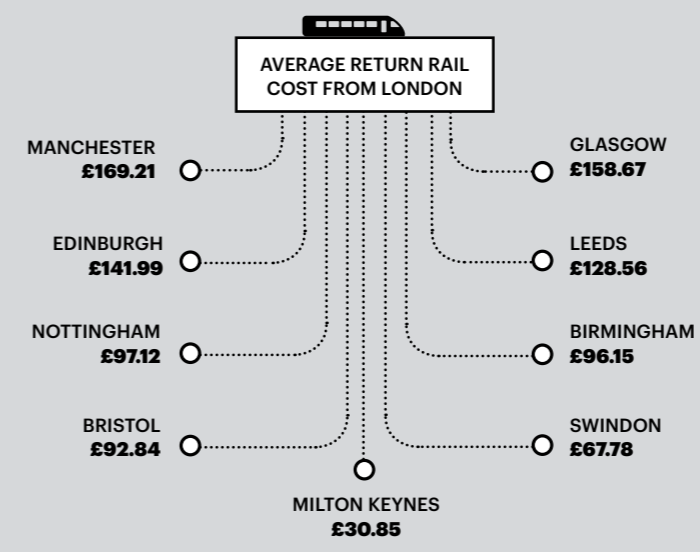 AVERAGE RETURN RAIL
COST FROM LONDON
MANCHESTER
£169.21
GLASGOW
£158.67
EDINBURGH
£141.99
LEEDS
£128.56
NOTTINGHAM
£97.12
BIRMINGHAM
£96.15
BRISTOL
£92.84
SWINDON
£67.78
MILTON KEYNES
£30.85